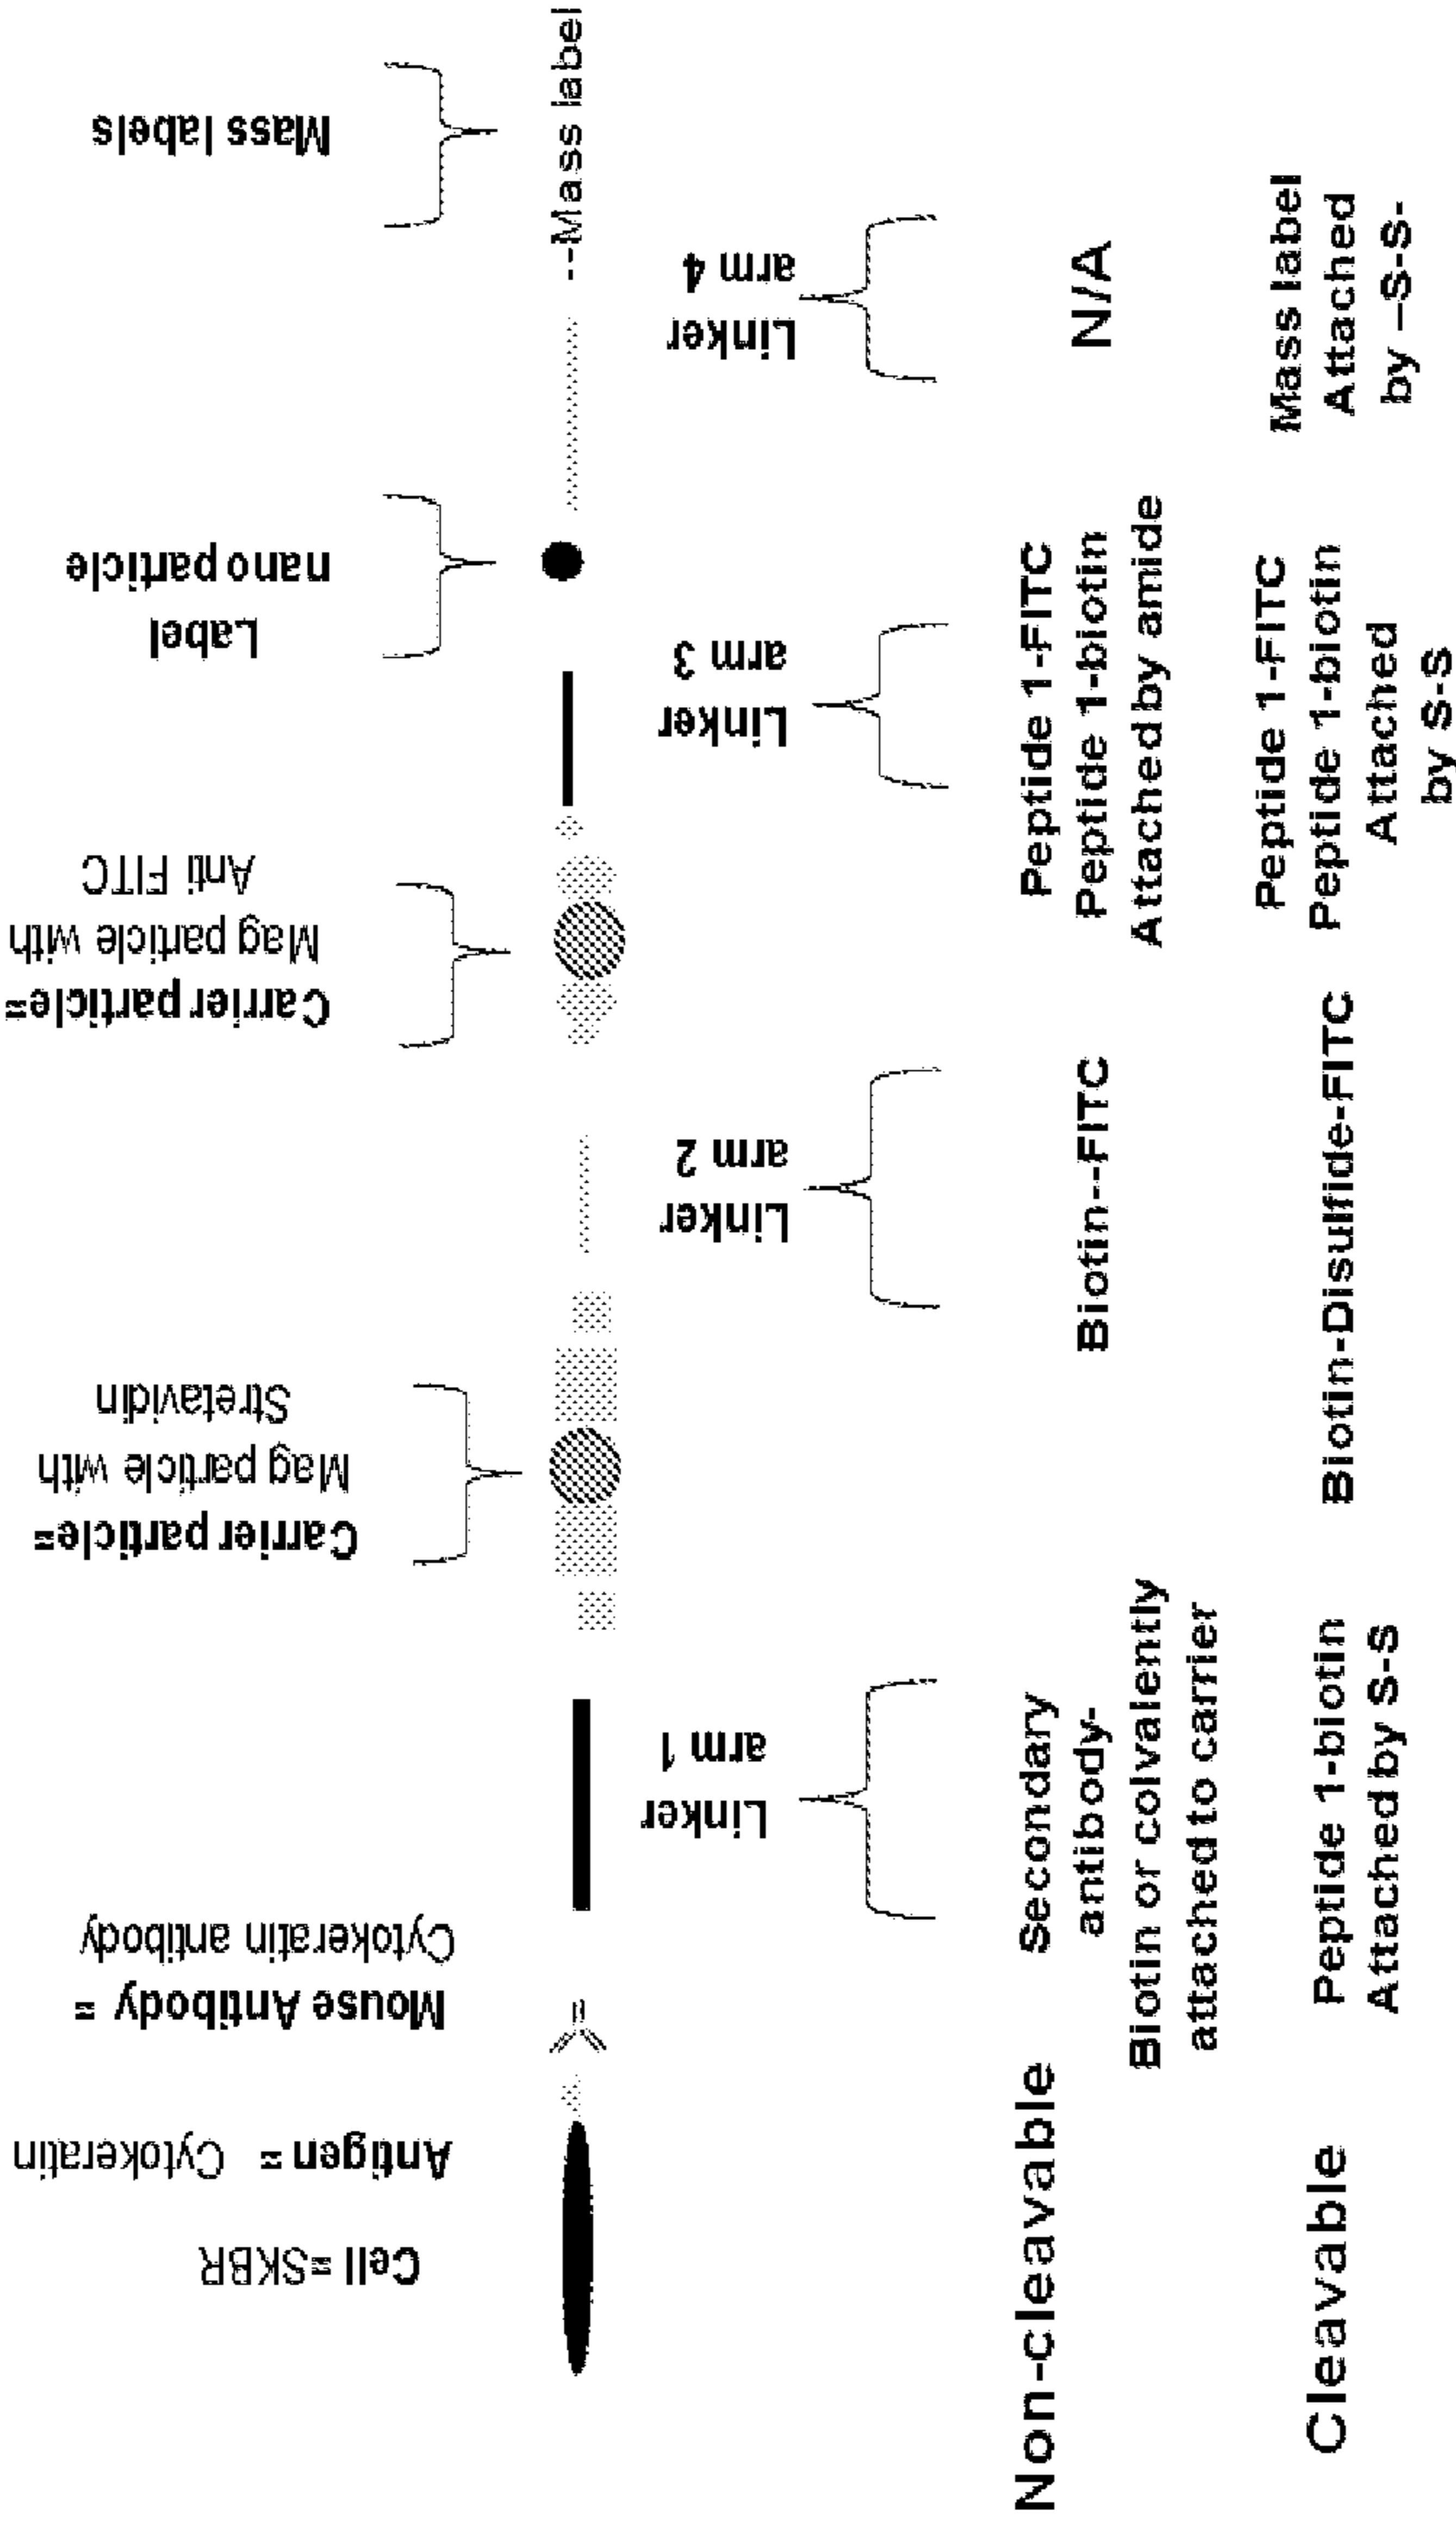 Cell =SKBR
Antigen = Cytokeratin
Mouse Antibody =
Cytokeratin antibody
Carrier particle=
Mag particle with
Stretavidin
Carrier particle=
Mag particle with
Anti FITC
Label
nano particle
Mass labels
--Mass label
Linker
arm 1
Linker
arm 2
Linker
arm 3
Linker
arm 4
Non-cleavable
Secondary
antibody-
Biotin or colvalently
attached to carrier
Biotin--FITC
Peptide 1-FITC
Peptide 1-biotin
Attached by amide
N/A
Cleavable
Peptide 1-biotin
Attached by S-S
Biotin-Disulfide-FITC
Peptide 1-FITC
Peptide 1-biotin
Attached
by S-S
Mass label
Attached
by –S-S-